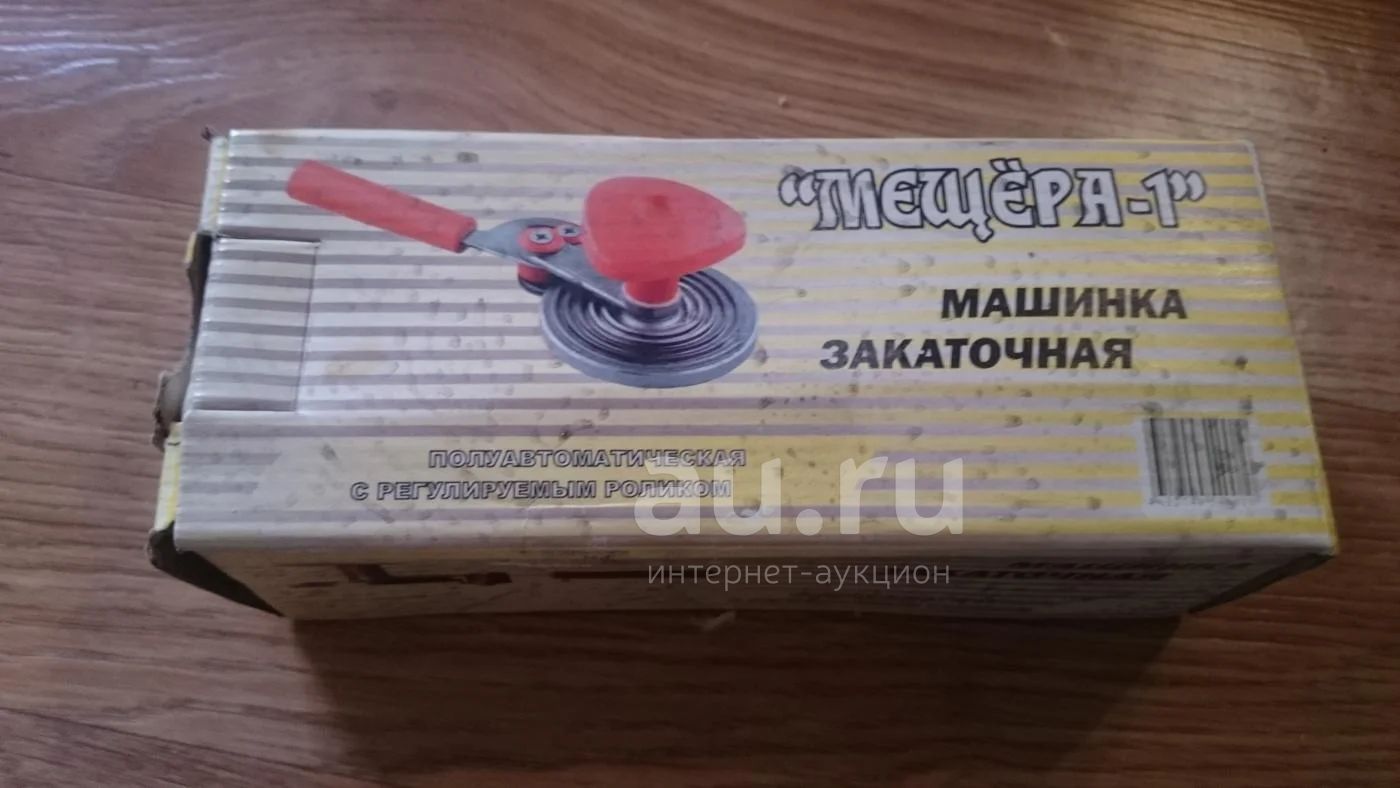 “МЕЩЁРА-1”
МАШИНКА
ЗАКАТОЧНАЯ
ПОЛУАВТОМАТИЧЕСКАЯ
С РЕГУЛИРУЕМЫМ РОЛИКОМ
au.ru
интернет-аукцион